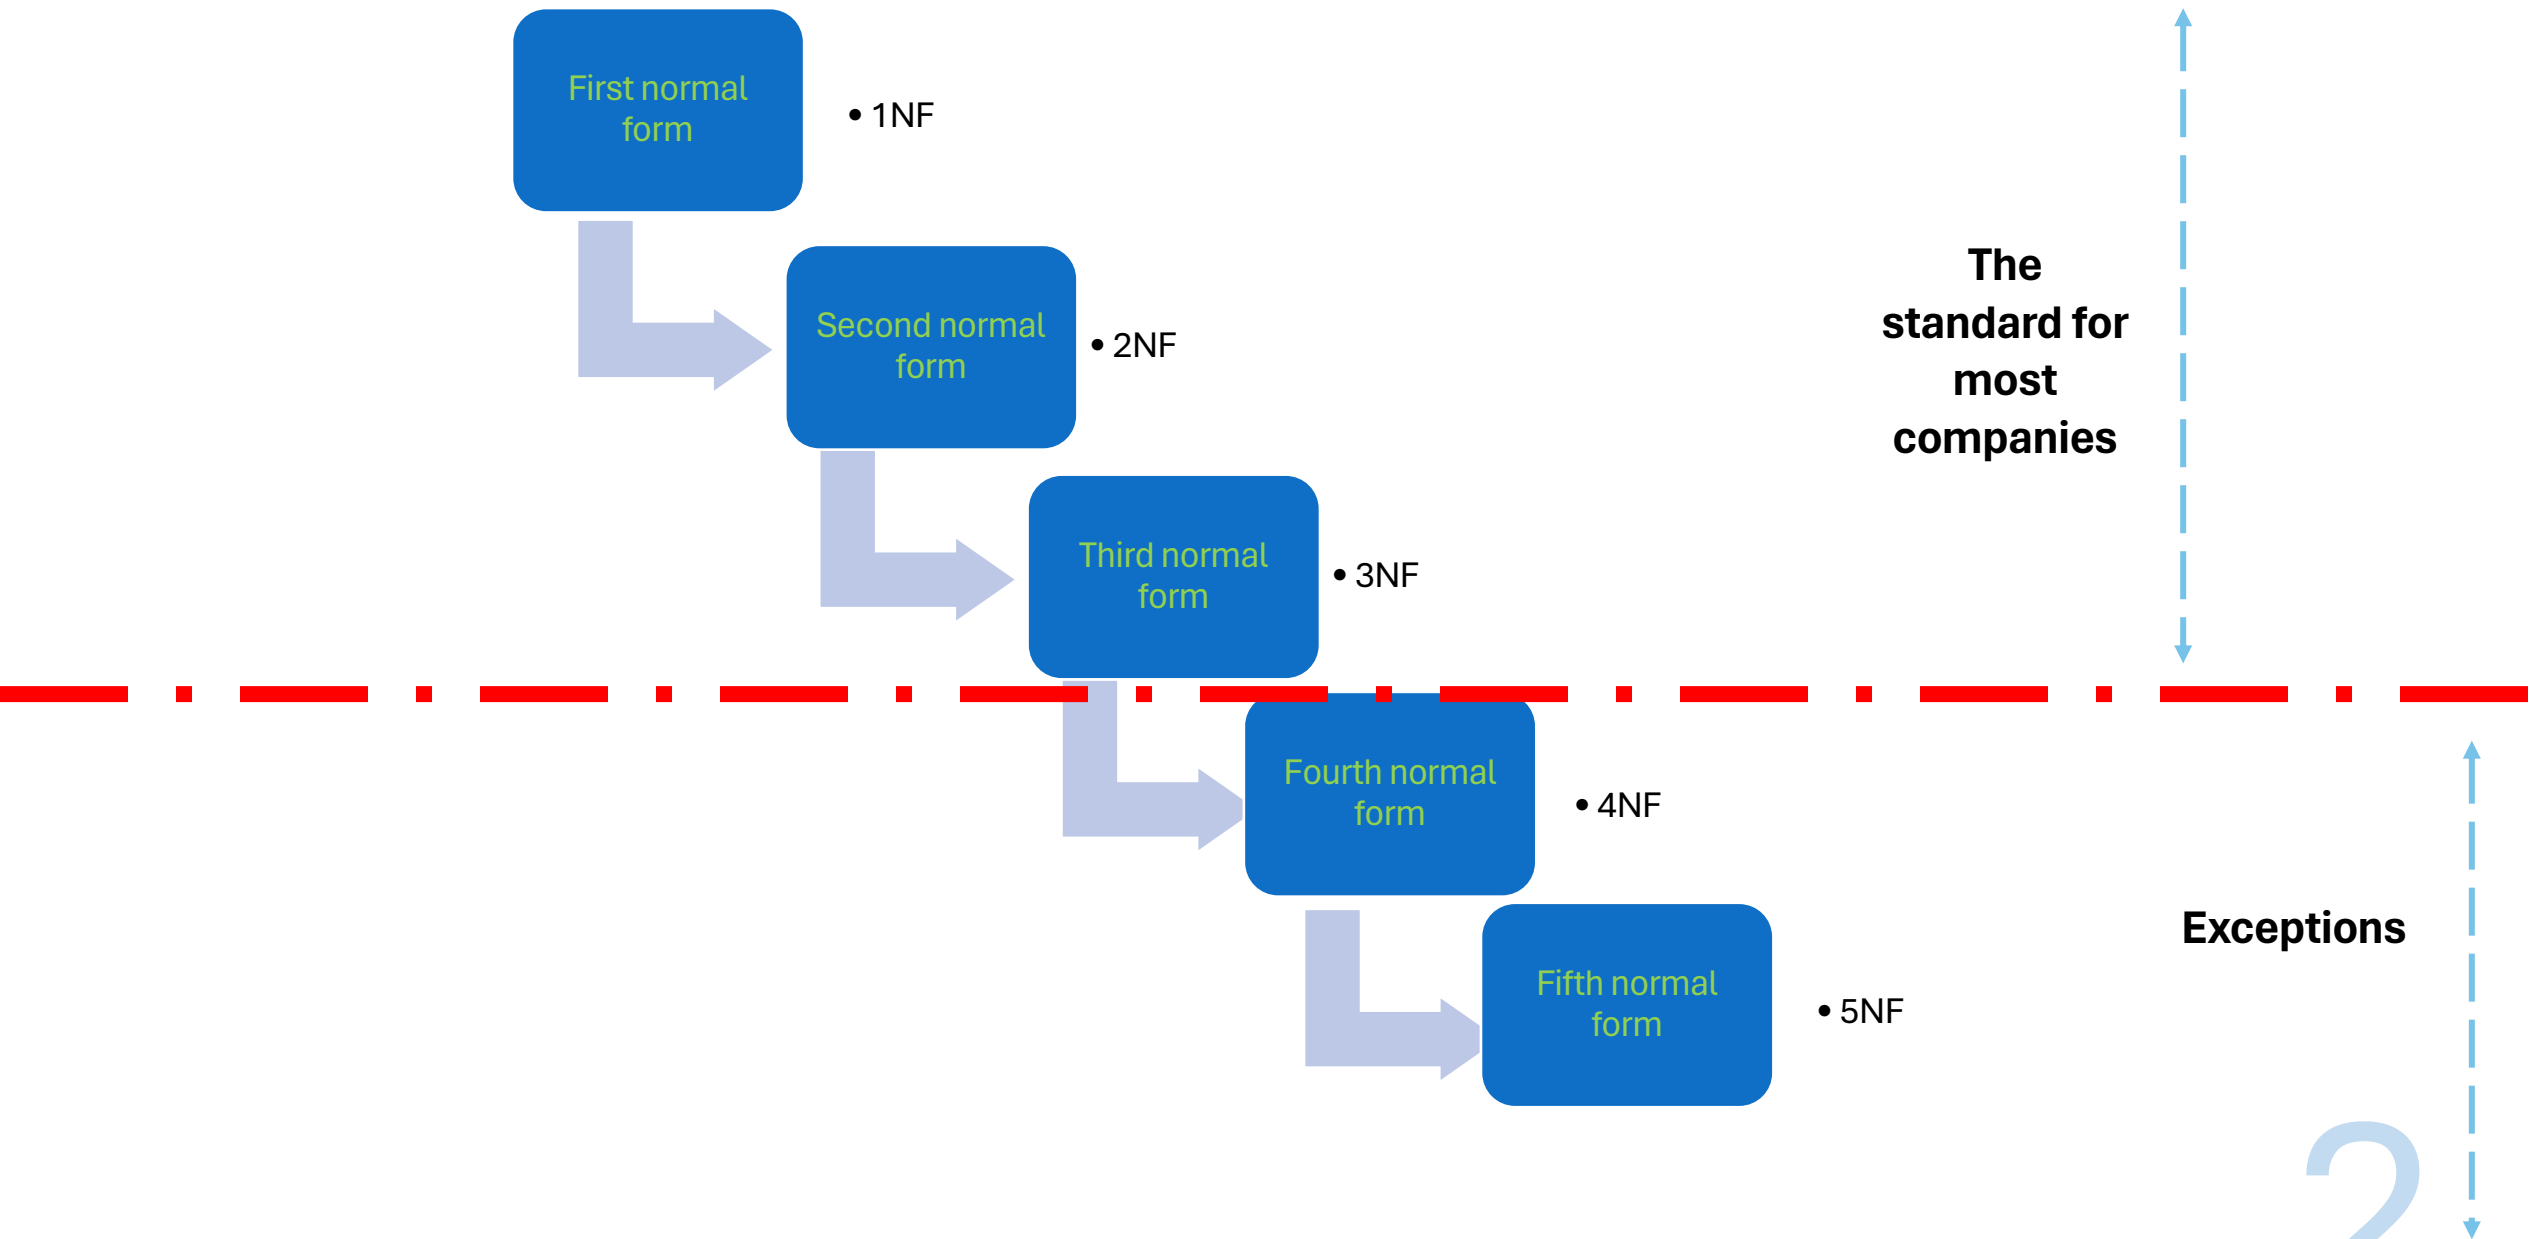 First normal
form
• 1NF
Second normal
form
• 2NF
The
standard for
most
companies
Third normal
form
• 3NF
Fourth normal
form
• 4NF
Exceptions
Fifth normal
form
• 5NF
2